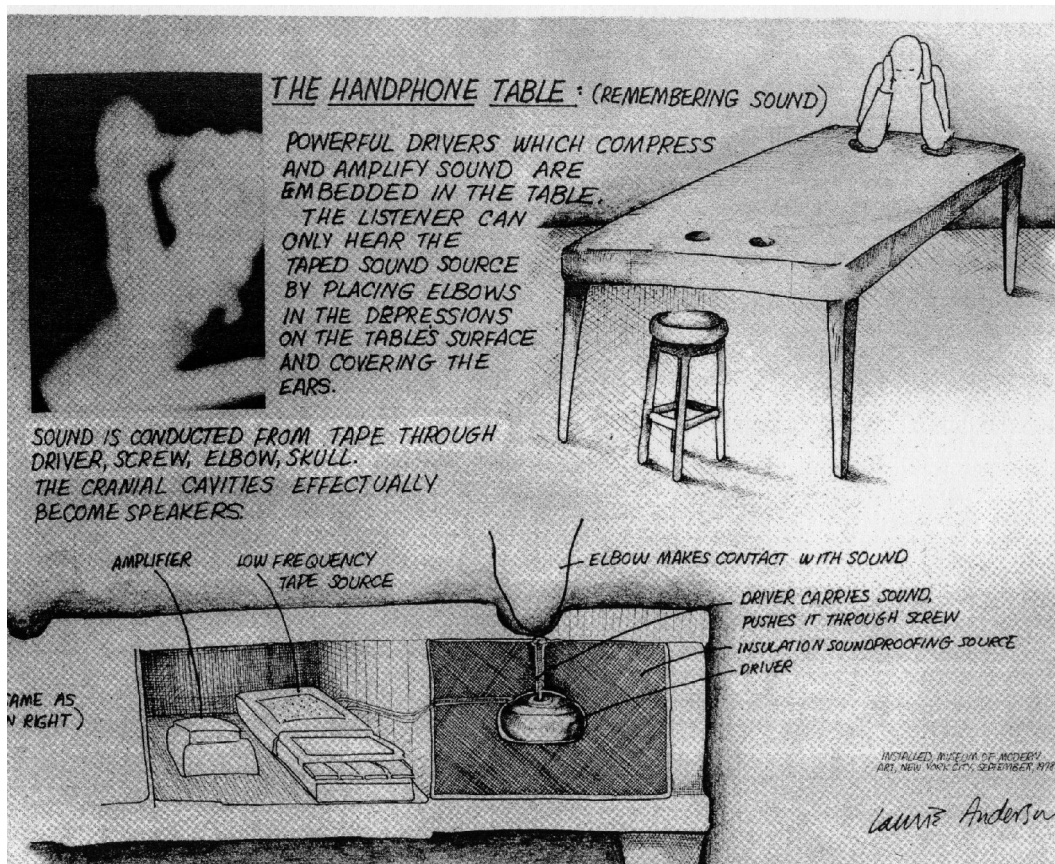 THE HANDPHONE TABLE : (REMEMBERING SOUND)
POWERFUL DRIVERS WHICH COMPRESS
AND AMPLIFY SOUND ARE
EMBEDDED IN THE TABLE.
THE LISTENER CAN
ONLY HEAR THE
TAPED SOUND SOURCE
BY PLACING ELBOWS
IN THE DEPRESSIONS
ON THE TABLE'S SURFACE
AND COVERING THE
EARS.
SOUND IS CONDUCTED FROM TAPE THROUGH
DRIVER, SCREW, ELBOW, SKULL.
THE CRANIAL CAVITIES EFFECTUALLY
BECOME SPEAKERS.
AMPLIFIER
LOW FREQUENCY
TAPE SOURCE
ELBOW MAKES CONTACT WITH SOUND
DRIVER CARRIES SOUND,
PUSHES IT THROUGH SCREW
INSULATION SOUNDPROOFING SOURCE
DRIVER
AME AS
N RIGHT)
INSTALLED, MUSEUM OF MODERN
ART, NEW YORK CITY, SEPTEMBER, 1978
Laurie Anderson